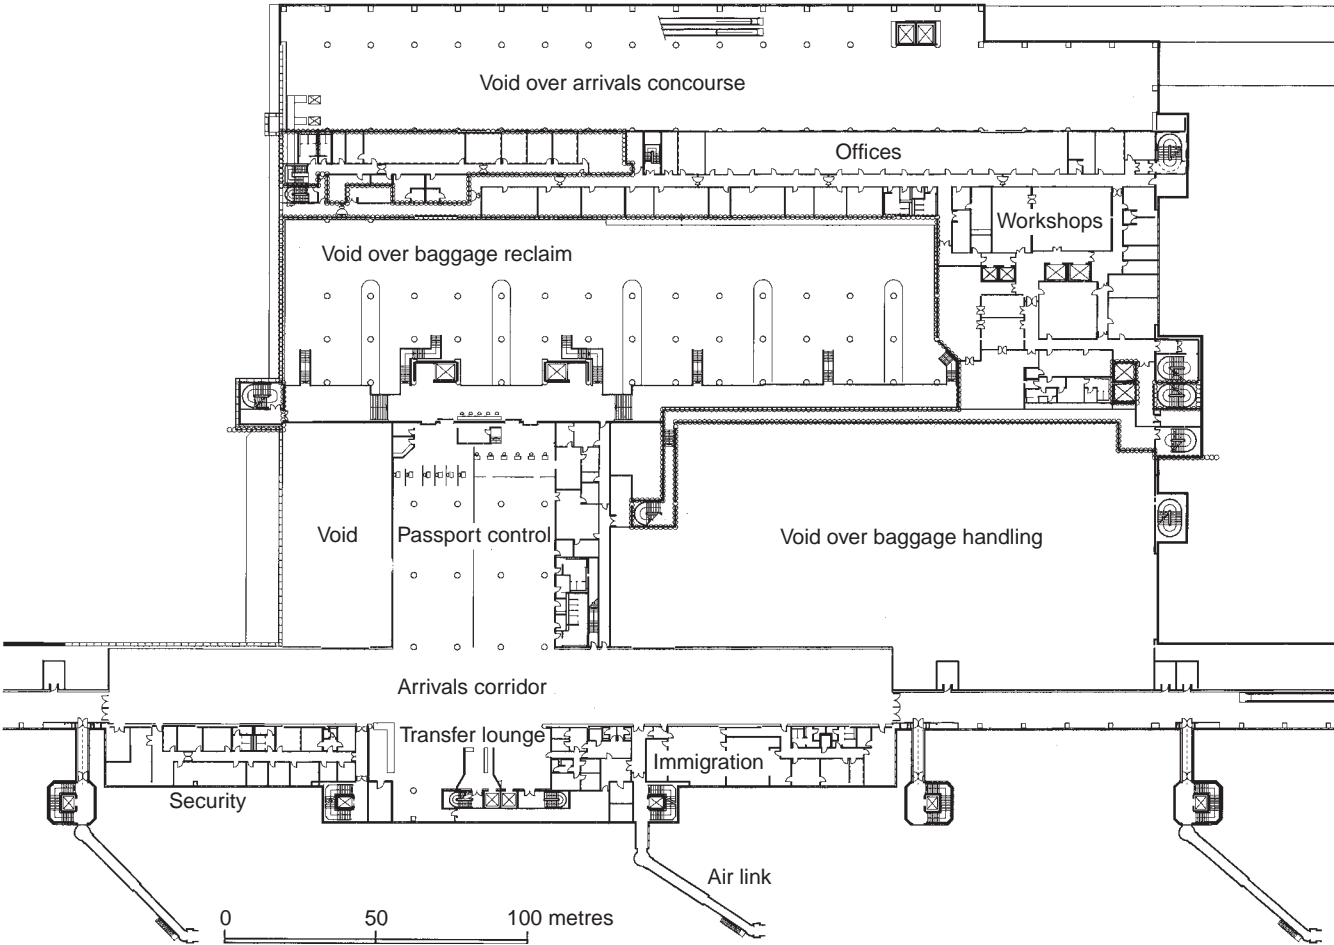 Void over arrivals concourse
Offices
Workshops
Void over baggage reclaim
Void
Passport control
Void over baggage handling
Arrivals corridor
Transfer lounge
Immigration
Security
Air link
0 50 100 metres